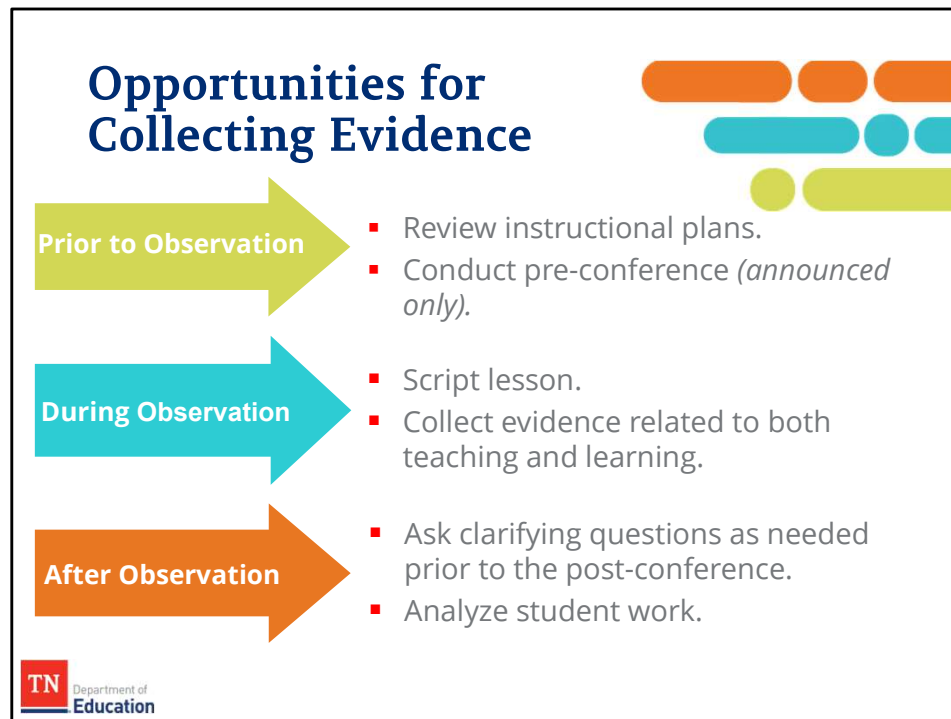 Opportunities for
Collecting Evidence
Prior to Observation
▪ Review instructional plans.
▪ Conduct pre-conference (announced
only).
During Observation
▪ Script lesson.
▪ Collect evidence related to both
teaching and learning.
After Observation
▪ Ask clarifying questions as needed
prior to the post-conference.
▪ Analyze student work.
TN
Department of
Education